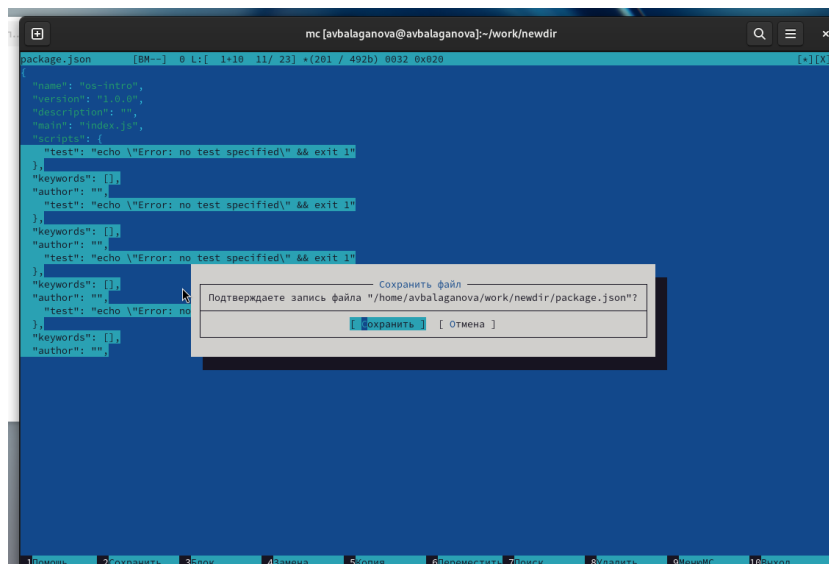 mc [avbalaganova@avbalaganova]:~/work/newdir
package.json [BM--] 0 L:[ 1+10 11/ 23] *(201 / 492b) 0032 0x020 [*][X]
{
"name": "os-intro",
"version": "1.0.0",
"description": "",
"main": "index.js",
"scripts": {
"test": "echo \"Error: no test specified\" && exit 1"
},
"keywords": [],
"author": "",
"test": "echo \"Error: no test specified\" && exit 1"
},
"keywords": [],
"author": "",
"test": "echo \"Error: no test specified\" && exit 1"
},
"keywords": [],
"author": "",
"test": "echo \"Error: no
},
"keywords": [],
"author": "",
Сохранить файл
Подтверждаете запись файла "/home/avbalaganova/work/newdir/package.json"?
[ Сохранить ] [ Отмена ]
1Помощь 2Сохранить 3Блок 4Замена 5Копия 6Переместить 7Поиск 8Удалить 9МенюMC 10Выход